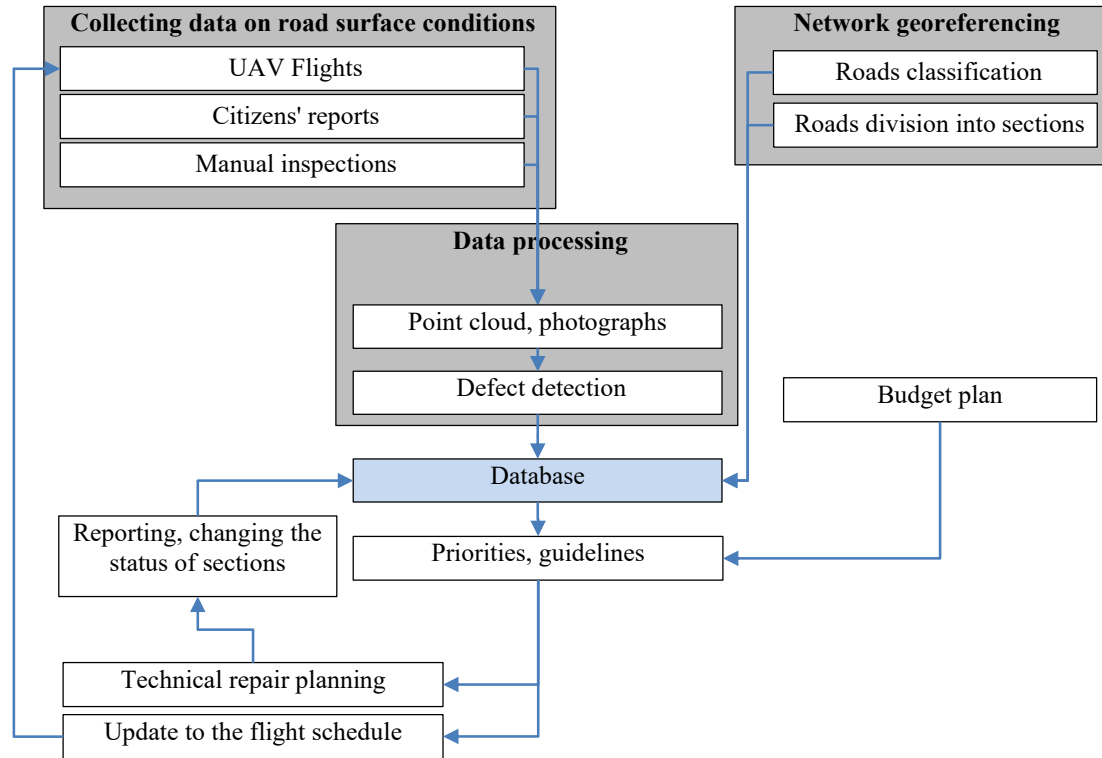 Collecting data on road surface conditions
UAV Flights
Citizens' reports
Manual inspections
Network georeferencing
Roads classification
Roads division into sections
Data processing
Point cloud, photographs
Defect detection
Budget plan
Database
Reporting, changing the
status of sections
Priorities, guidelines
Technical repair planning
Update to the flight schedule